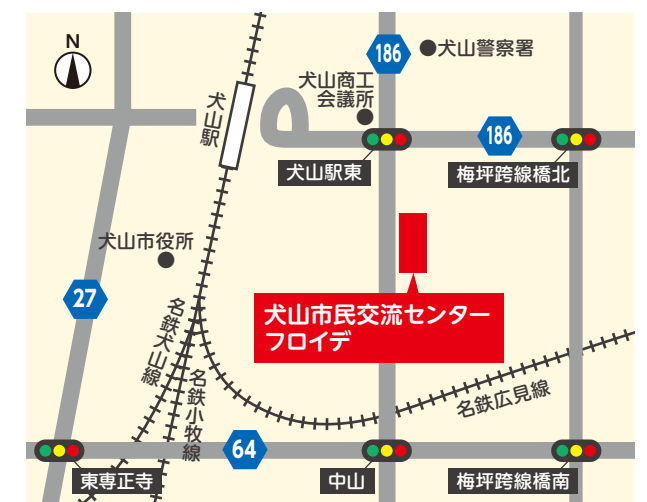 N
186
犬山警察署
犬山商工
会議所
犬山駅
186
犬山駅東
梅坪跨線橋北
犬山市役所
27
犬山市民交流センター
フロイデ
名鉄犬山線
名鉄小牧線
名鉄広見線
64
東専正寺
中山
梅坪跨線橋南